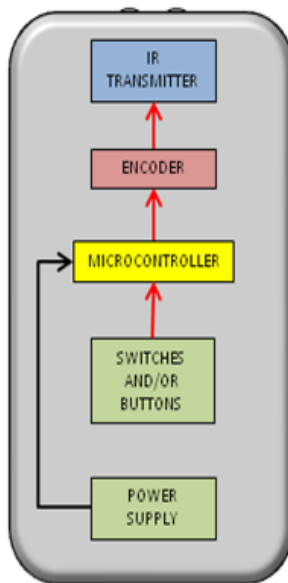 IR
TRANSMITTER
ENCODER
MICROCONTROLLER
SWITCHES
AND/OR
BUTTONS
POWER
SUPPLY